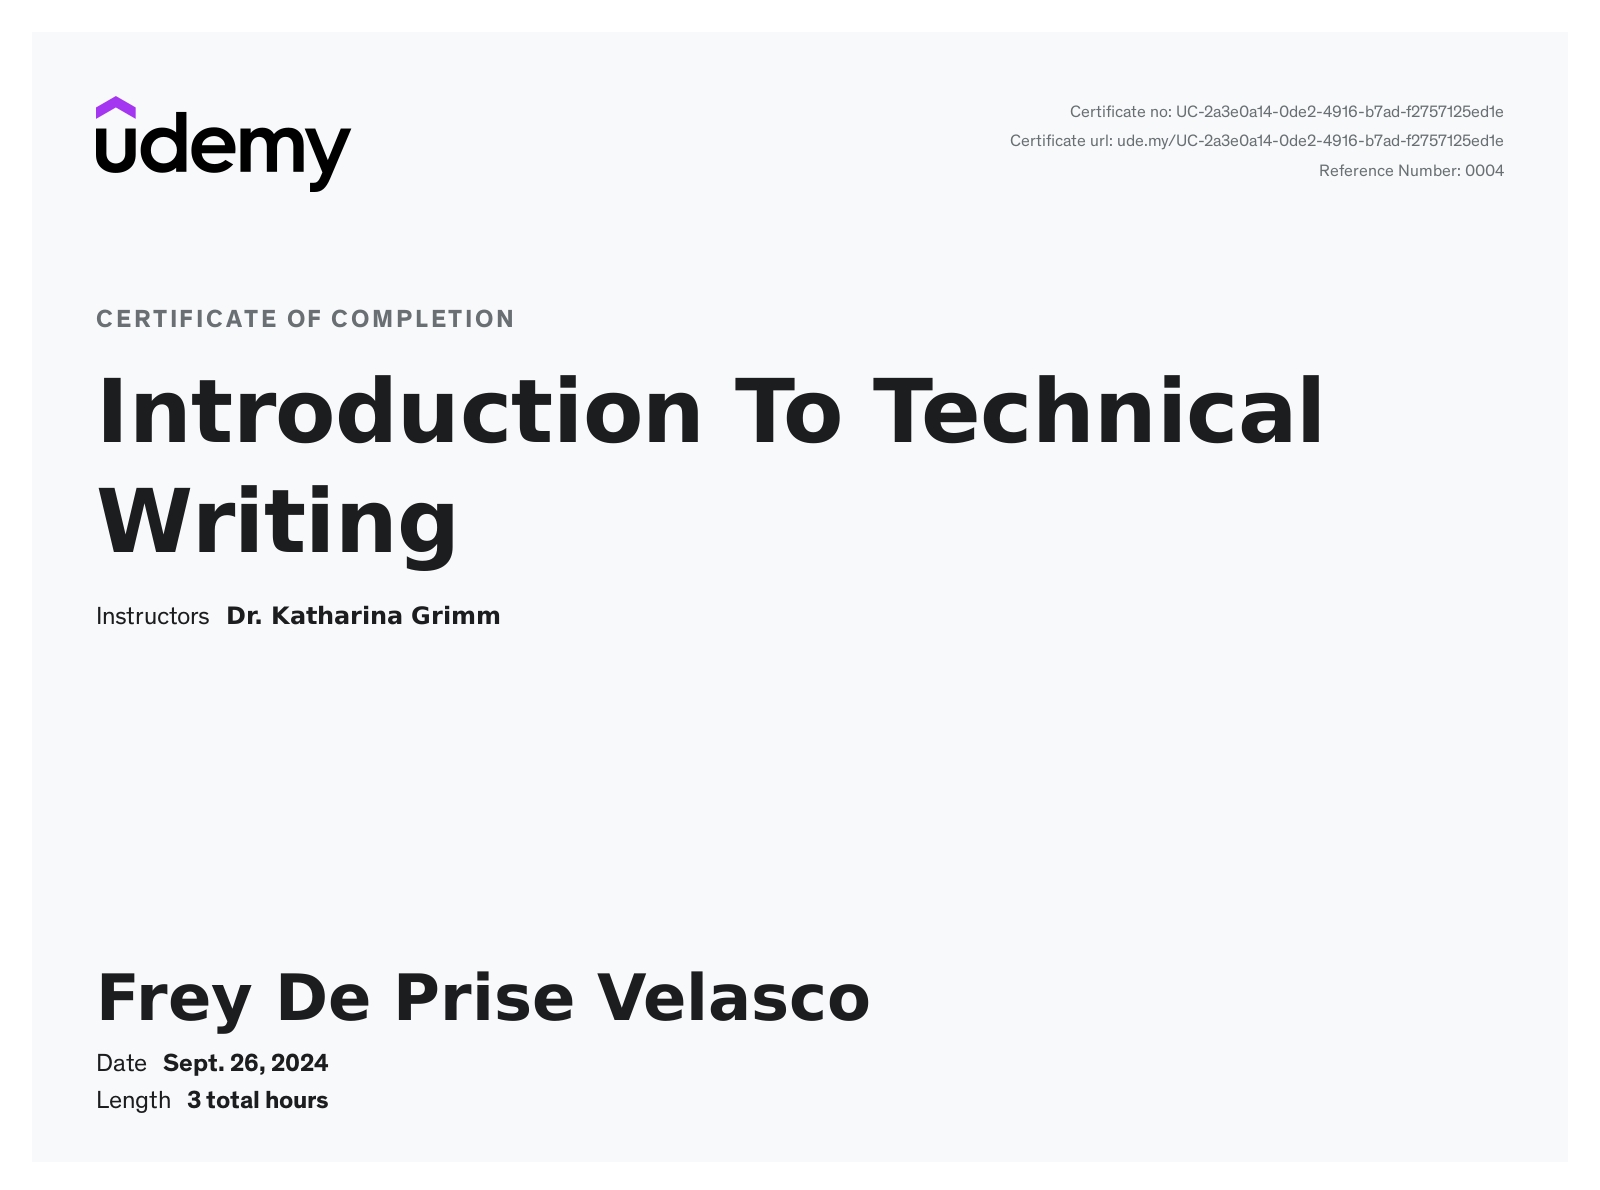 udemy
Certificate no: UC-2a3e0a14-0de2-4916-b7ad-f2757125ed1e
Certificate url: ude.my/UC-2a3e0a14-0de2-4916-b7ad-f2757125ed1e
Reference Number: 0004
CERTIFICATE OF COMPLETION
Introduction To Technical
Writing
Instructors Dr. Katharina Grimm
Frey De Prise Velasco
Date Sept. 26, 2024
Length 3 total hours